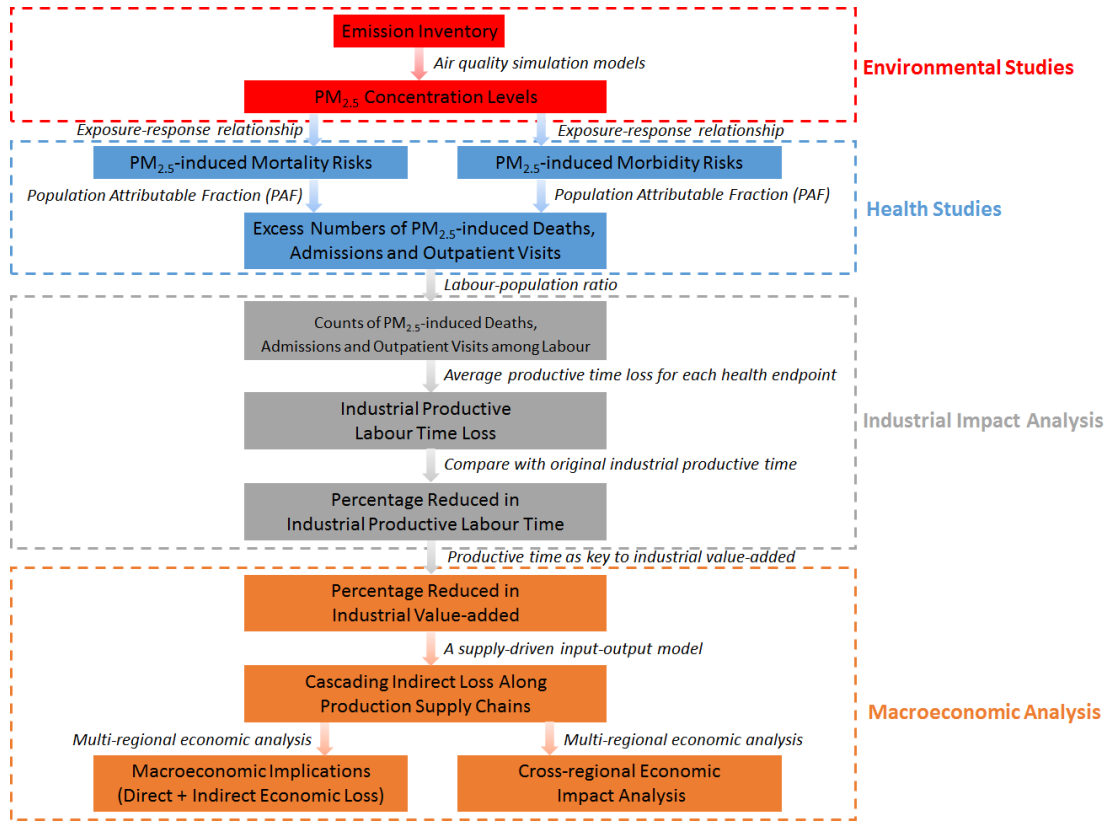 Emission Inventory
Air quality simulation models
Environmental Studies
PM2.5 Concentration Levels
Exposure-response relationship
Exposure-response relationship
PM2.5-induced Mortality Risks
PM2.5-induced Morbidity Risks
Population Attributable Fraction (PAF)
Population Attributable Fraction (PAF)
Health Studies
Excess Numbers of PM2.5-induced Deaths,
Admissions and Outpatient Visits
Labour-population ratio
Counts of PM2.5-induced Deaths,
Admissions and Outpatient Visits among Labour
Average productive time loss for each health endpoint
Industrial Productive
Labour Time Loss
Industrial Impact Analysis
Compare with original industrial productive time
Percentage Reduced in
Industrial Productive Labour Time
Productive time as key to industrial value-added
Percentage Reduced in
Industrial Value-added
A supply-driven input-output model
Cascading Indirect Loss Along
Production Supply Chains
Macroeconomic Analysis
Multi-regional economic analysis
Multi-regional economic analysis
Macroeconomic Implications
(Direct + Indirect Economic Loss)
Cross-regional Economic
Impact Analysis